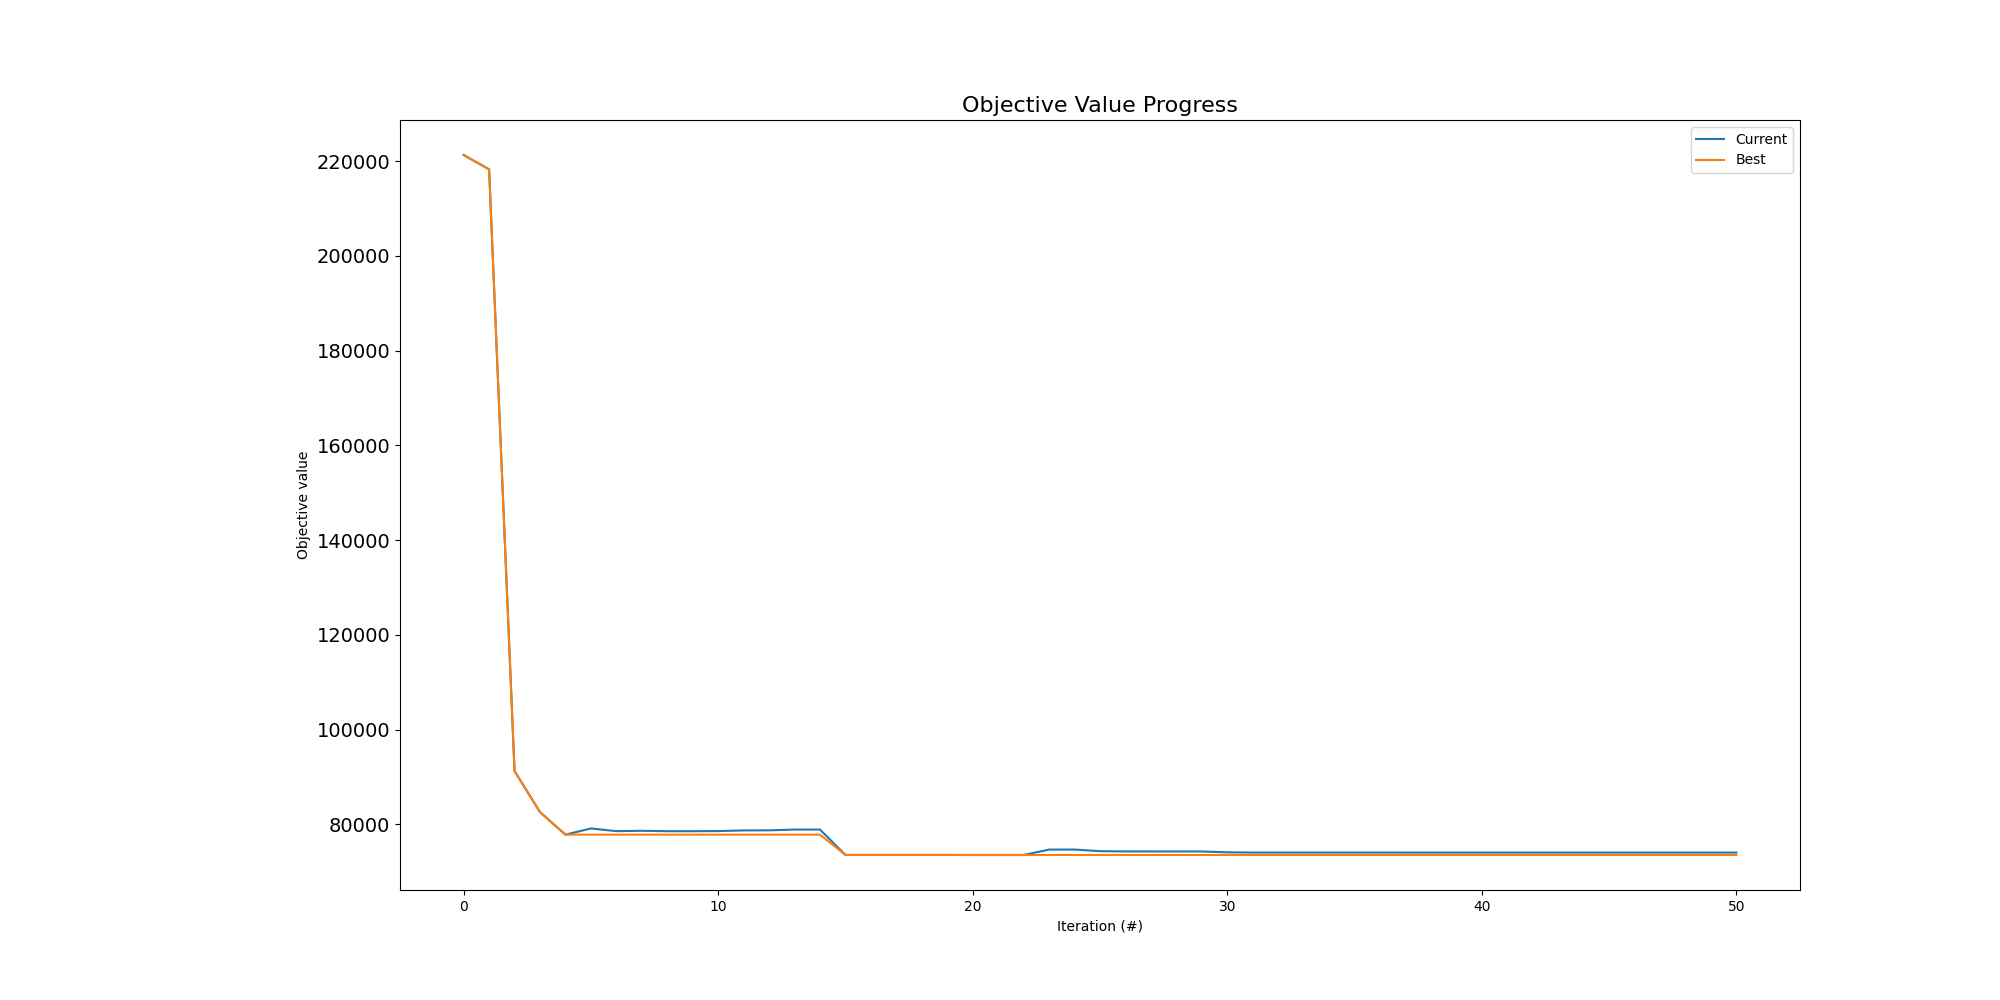 Objective Value Progress
Current
Best
220000
200000
180000
160000
140000
120000
100000
80000
Objective value
0 10 20 30 40 50
Iteration (#)